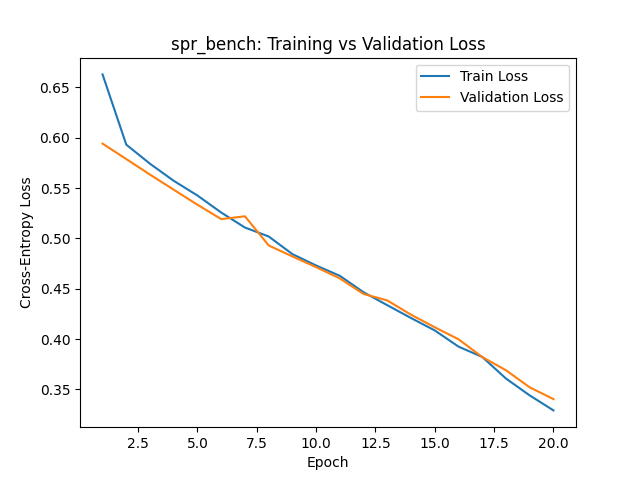 spr_bench: Training vs Validation Loss
Train Loss
Validation Loss
Cross-Entropy Loss
0.65
0.60
0.55
0.50
0.45
0.40
0.35
2.5 5.0 7.5 10.0 12.5 15.0 17.5 20.0
Epoch